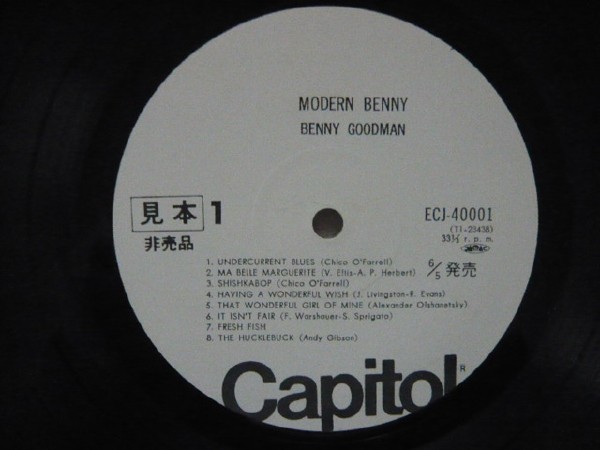 MODERN BENNY
BENNY GOODMAN
見本 1
非売品
ECJ-40001
(T1-25438)
33⅓ r. p. m.
6/5 発売
1. UNDERCURRENT BLUES (Chico O'Farrell)
2. MA BELLE MARGUERITE (V. Ellis-A. P. Herbert)
3. SHISHKABOP (Chico O'Farrell)
4. HAVING A WONDERFUL WISH (J. Livingston-R. Evans)
5. THAT WONDERFUL GIRL OF MINE (Alexander Olshanetsky)
6. IT ISN'T FAIR (F. Warshauer-S. Sprigato)
7. FRESH FISH
8. THE HUCKLEBUCK (Andy Gibson)
Capitol ®